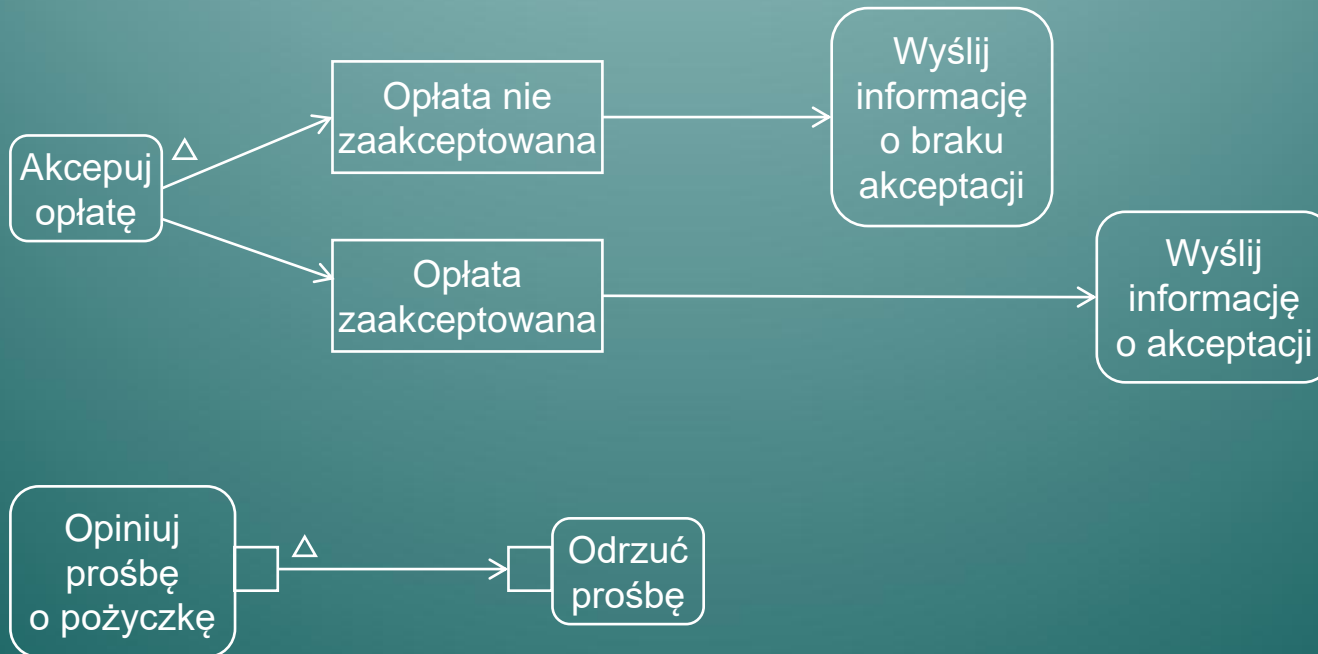 Akcepuj
opłatę
Opłata nie
zaakceptowana
Wyślij
informację
o braku
akceptacji
Opłata
zaakceptowana
Wyślij
informację
o akceptacji
Opiniuj
prośbę
o pożyczkę
Odrzuć
prośbę